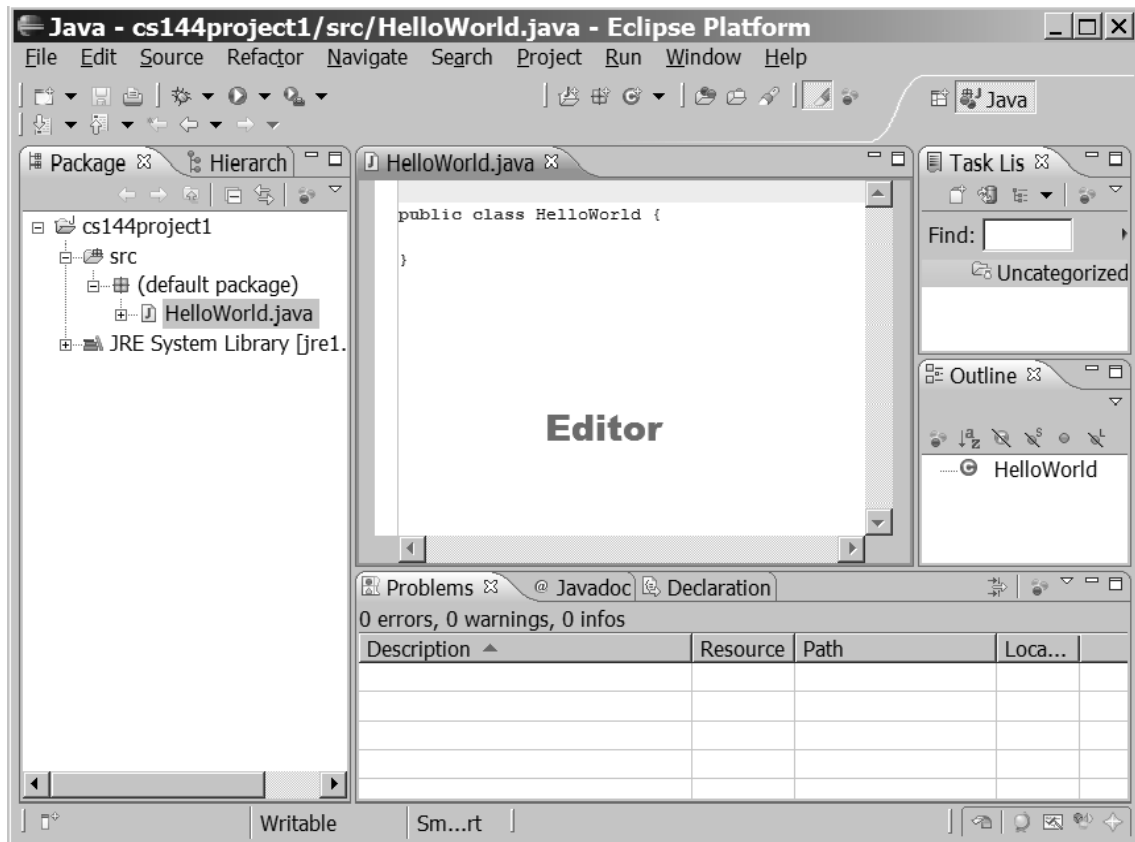 Java - cs144project1/src/HelloWorld.java - Eclipse Platform
File Edit Source Refactor Navigate Search Project Run Window Help
Java
Package Hierarch
cs144project1
src
(default package)
HelloWorld.java
JRE System Library [jre1.
HelloWorld.java
public class HelloWorld {
}
Editor
Task Lis
Find:
Uncategorized
Outline
HelloWorld
Problems @ Javadoc Declaration
0 errors, 0 warnings, 0 infos
Description Resource Path Loca...
Writable Sm...rt